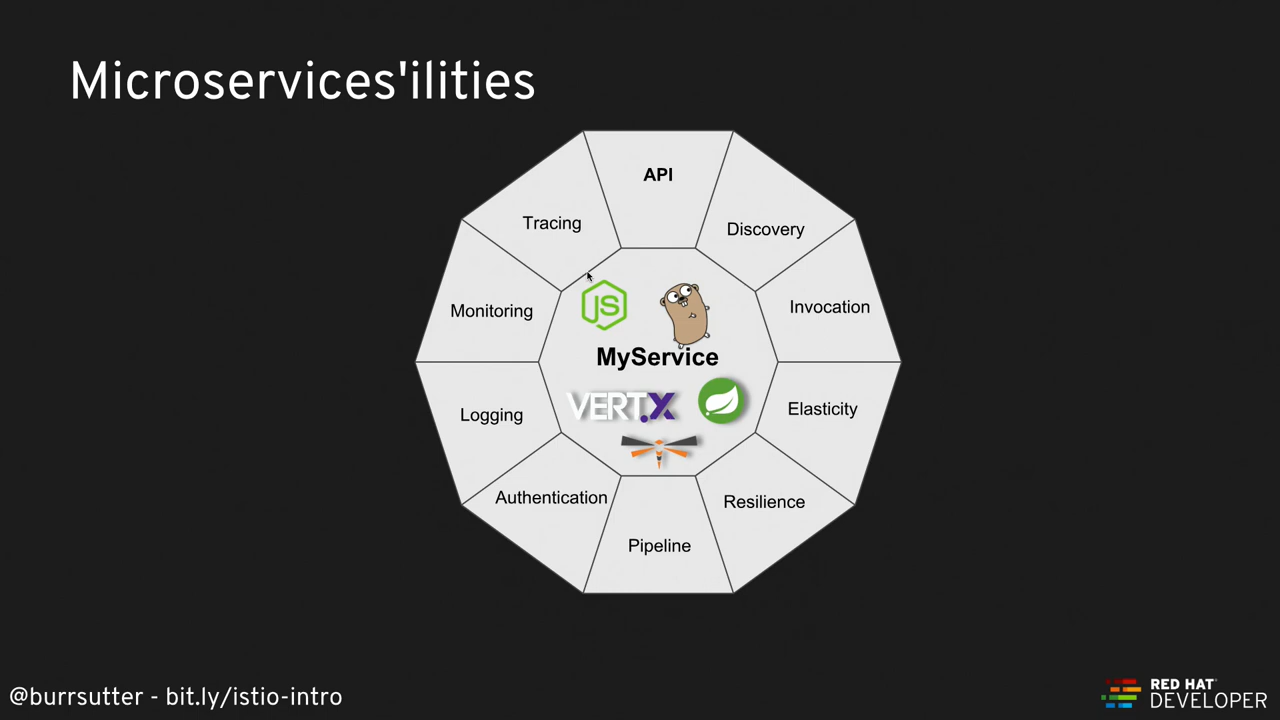 Microservices'ilities
API
Tracing
Discovery
Monitoring
Invocation
JS
MyService
VERT.X
Logging
Elasticity
Authentication
Resilience
Pipeline
@burrsutter - bit.ly/istio-intro
RED HAT
DEVELOPER